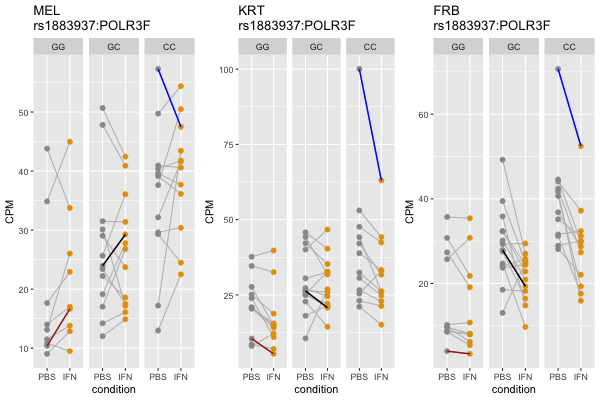 MEL
rs1883937:POLR3F
GG GC CC
CPM
50
40
30
20
10
PBS IFN PBS IFN PBS IFN
condition
KRT
rs1883937:POLR3F
GG GC CC
CPM
100
75
50
25
PBS IFN PBS IFN PBS IFN
condition
FRB
rs1883937:POLR3F
GG GC CC
CPM
60
40
20
PBS IFN PBS IFN PBS IFN
condition